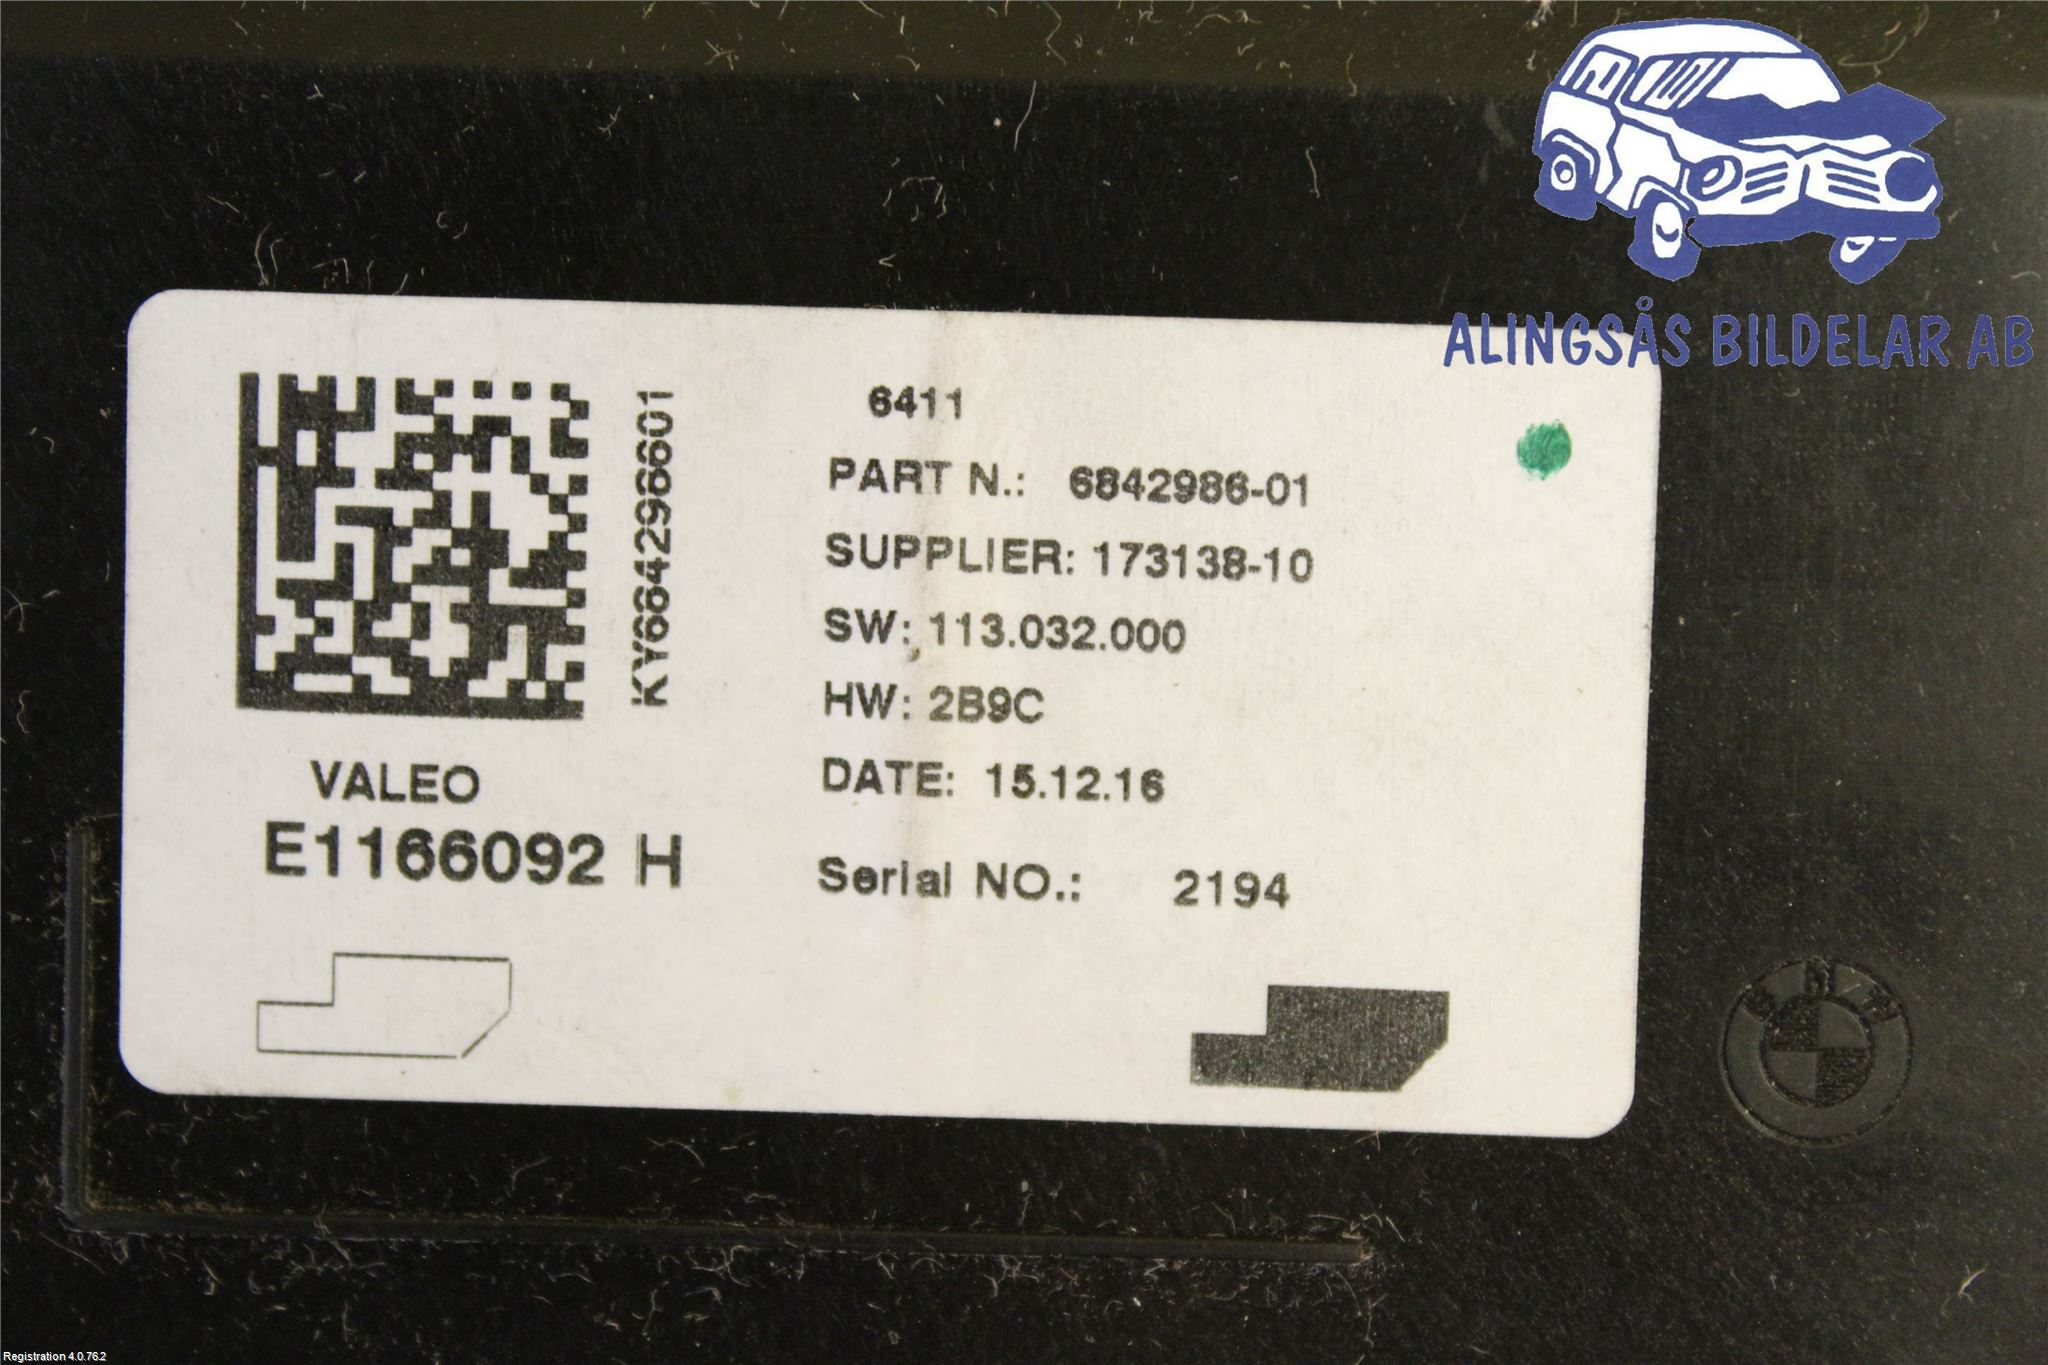 ALINGSÅS BILDELAR AB
6411
PART N.: 6842986-01
SUPPLIER: 173138-10
SW: 113.032.000
HW: 2B9C
DATE: 15.12.16
Serial NO.: 2194
KY6842986601
VALEO
E1166092 H
BMW
Registration 4.0.76.2